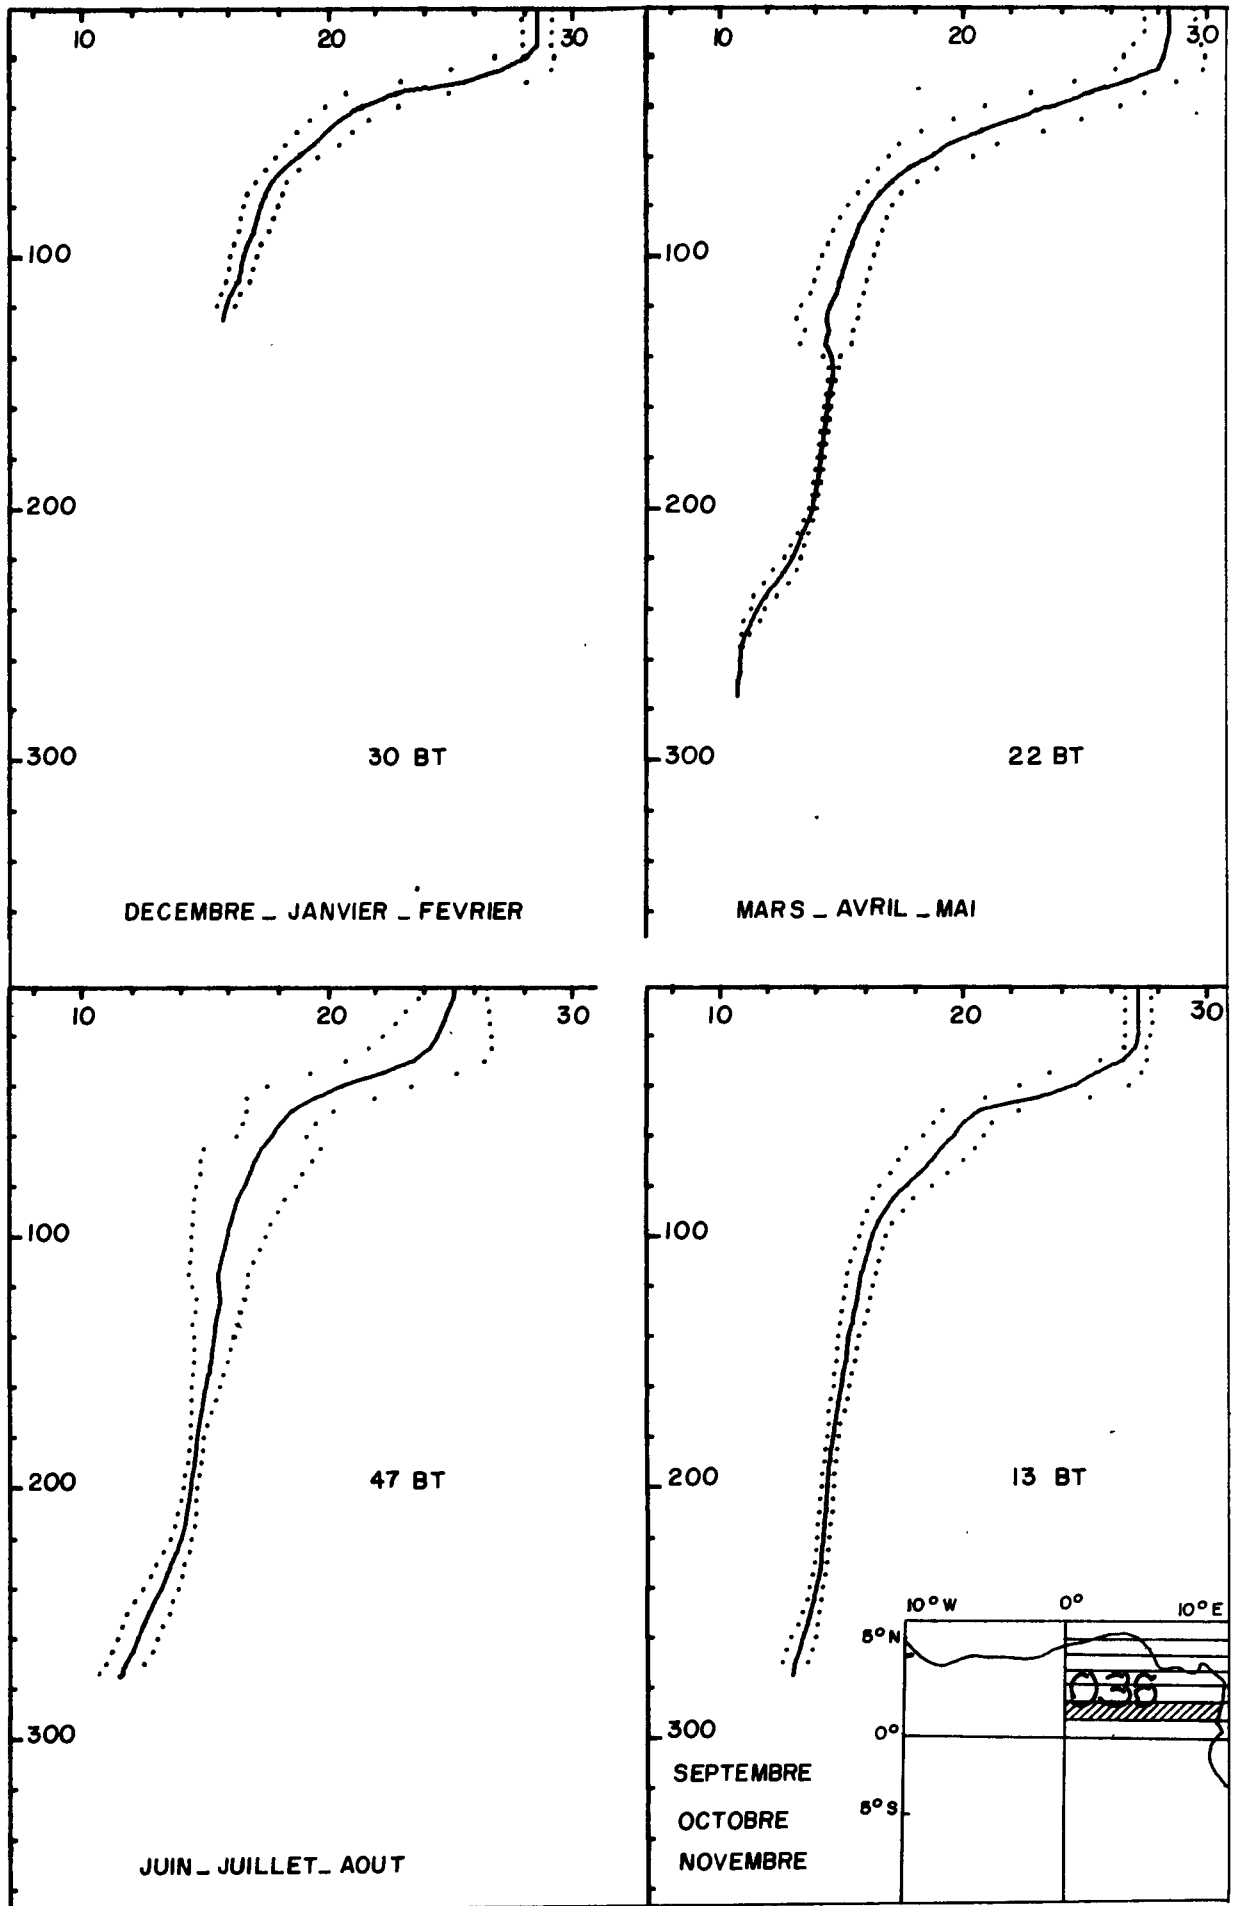 10 20 30
100
200
300
30 BT
DECEMBRE _ JANVIER _ FEVRIER
10 20 30
100
200
300
22 BT
MARS _ AVRIL _ MAI
10 20 30
100
200
300
47 BT
JUIN _ JUILLET _ AOUT
10 20 30
100
200
300
13 BT
SEPTEMBRE
OCTOBRE
NOVEMBRE
10° W 0° 10° E
5° N
0°
5° S